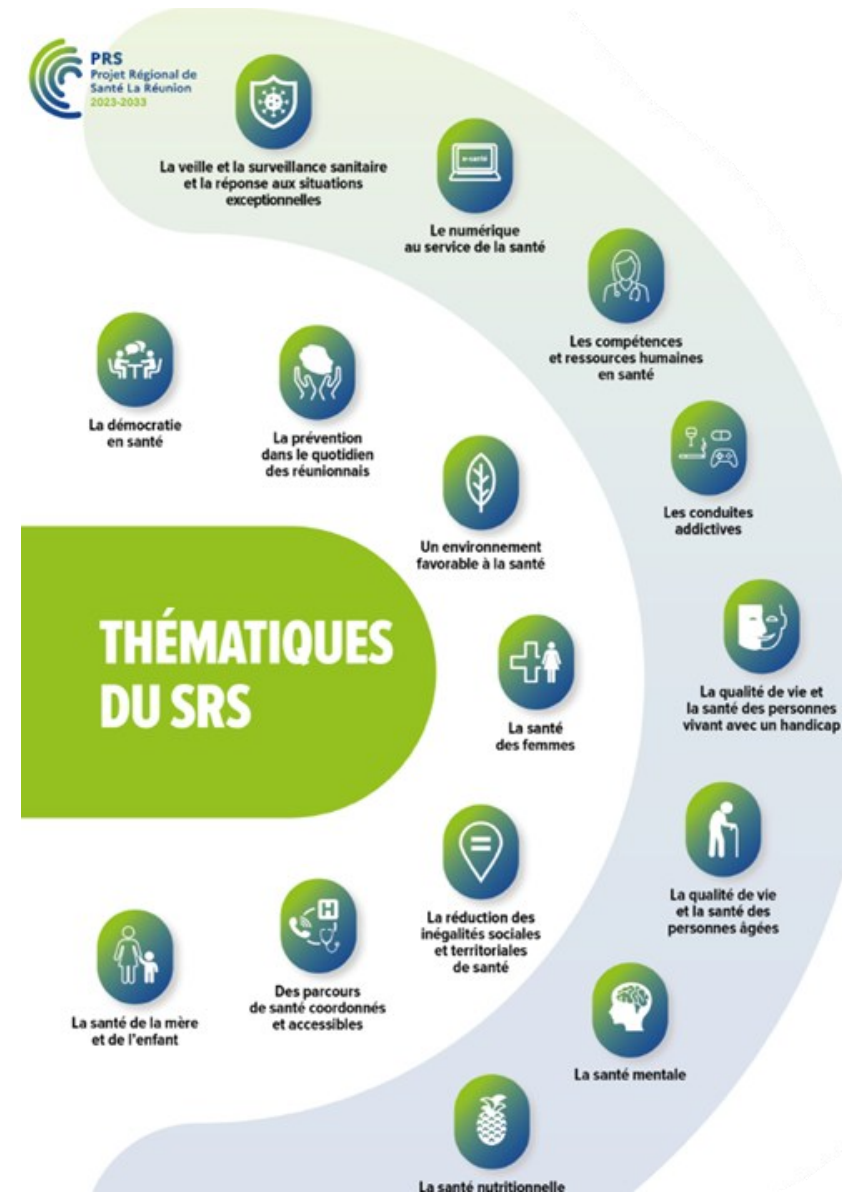 PRS
Projet Régional de
Santé La Réunion
2023-2033
La veille et la surveillance sanitaire
et la réponse aux situations
exceptionnelles
e-santé
Le numérique
au service de la santé
Les compétences
et ressources humaines
en santé
La démocratie
en santé
La prévention
dans le quotidien
des réunionnais
Un environnement
favorable à la santé
Les conduites
addictives
THÉMATIQUES
DU SRS
La santé
des femmes
La qualité de vie et
la santé des personnes
vivant avec un handicap
La réduction des
inégalités sociales
et territoriales
de santé
La qualité de vie
et la santé des
personnes âgées
H
Des parcours
de santé coordonnés
et accessibles
La santé de la mère
et de l'enfant
La santé mentale
La santé nutritionnelle